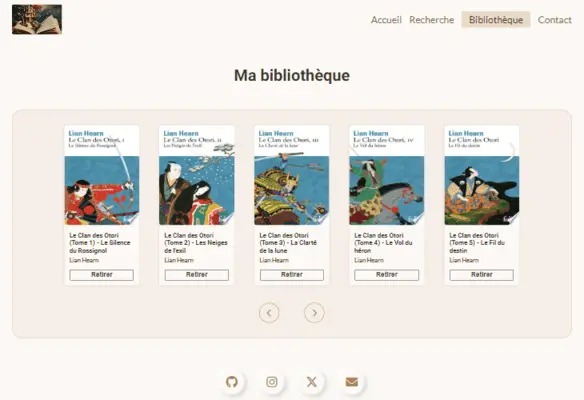 Accueil Recherche Bibliothèque Contact
Ma bibliothèque
Lian Hearn
Le Clan des Otori, I
Le Silence du Rossignol
Lian Hearn
Le Clan des Otori, II
Les Neiges de l'exil
Lian Hearn
Le Clan des Otori, III
La Clarté de la lune
Lian Hearn
Le Clan des Otori, IV
Le Vol du héron
Lian Hearn
Le Clan des Otori
Le Fil du destin
Le Clan des Otori
(Tome 1) - Le Silence
du Rossignol
Lian Hearn
Retirer
Le Clan des Otori
(Tome 2) - Les Neiges
de l'exil
Lian Hearn
Retirer
Le Clan des Otori
(Tome 3) - La Clarté
de la lune
Lian Hearn
Retirer
Le Clan des Otori
(Tome 4) - Le Vol du
héron
Lian Hearn
Retirer
Le Clan des Otori
(Tome 5) - Le Fil du
destin
Lian Hearn
Retirer